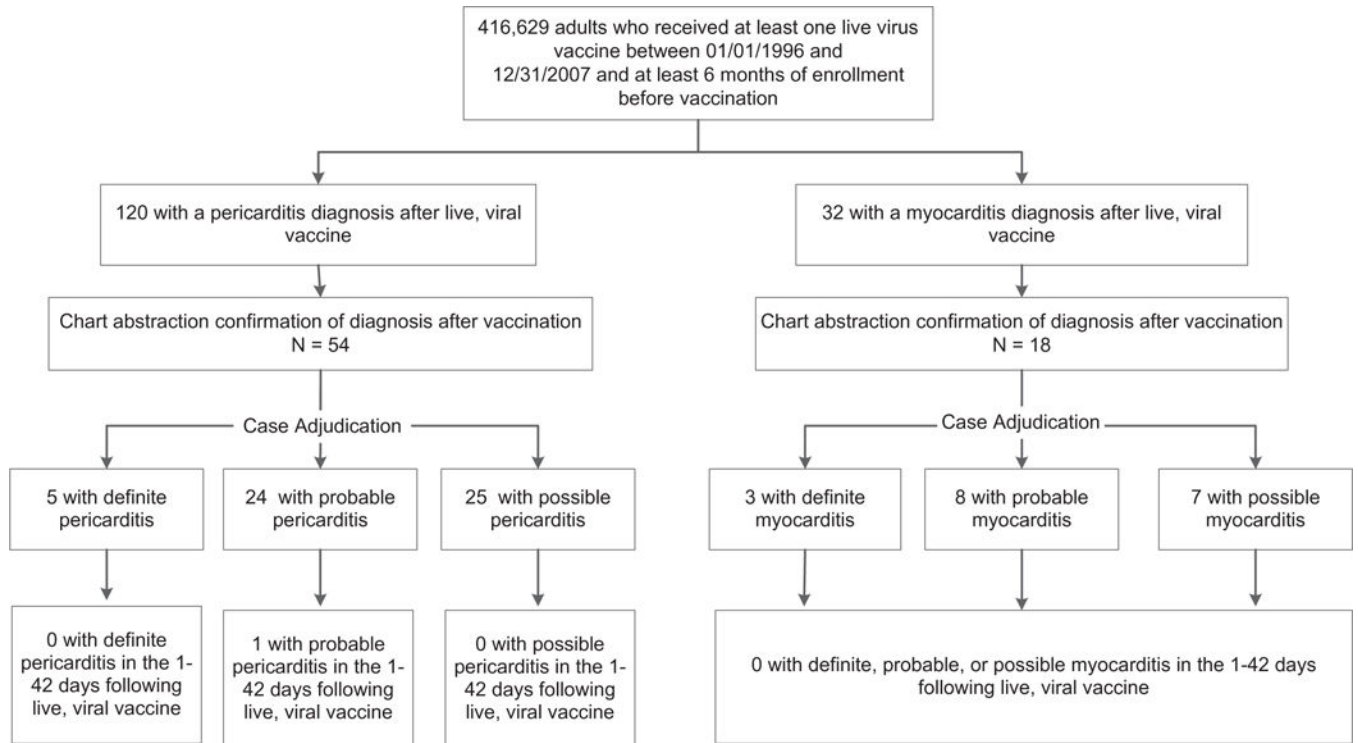 416,629 adults who received at least one live virus
vaccine between 01/01/1996 and
12/31/2007 and at least 6 months of enrollment
before vaccination
120 with a pericarditis diagnosis after live, viral
vaccine
32 with a myocarditis diagnosis after live, viral
vaccine
Chart abstraction confirmation of diagnosis after vaccination
N = 54
Chart abstraction confirmation of diagnosis after vaccination
N = 18
Case Adjudication
Case Adjudication
5 with definite
pericarditis
24 with probable
pericarditis
25 with possible
pericarditis
3 with definite
myocarditis
8 with probable
myocarditis
7 with possible
myocarditis
0 with definite
pericarditis in the 1-
42 days following
live, viral vaccine
1 with probable
pericarditis in the 1-
42 days following
live, viral vaccine
0 with possible
pericarditis in the 1-
42 days following
live, viral vaccine
0 with definite, probable, or possible myocarditis in the 1-42 days
following live, viral vaccine